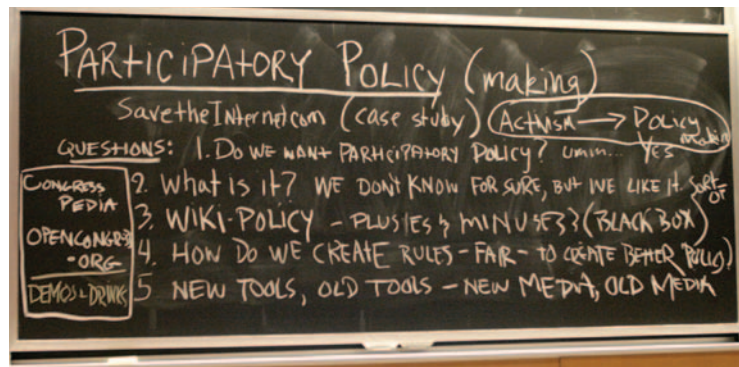 PARTICIPATORY POLICY (making)
SavetheInternet.com (case study) ACTIVISM → POLICY making
QUESTIONS: 1. DO WE WANT PARTICIPATORY POLICY? umm... YES
2. WHAT is it? WE DON'T KNOW FOR SURE, BUT WE LIKE IT. SORT OF
3. WIKI-POLICY - PLUSSES & MINUSES? (BLACK BOX)
4. HOW DO WE CREATE RULES - FAIR - TO CREATE BETTER RULES?
5 NEW TOOLS, OLD TOOLS - NEW MEDIA, OLD MEDIA
CONGRESS
PEDIA
OPENCONGRESS
.ORG
DEMOS & DRINKS